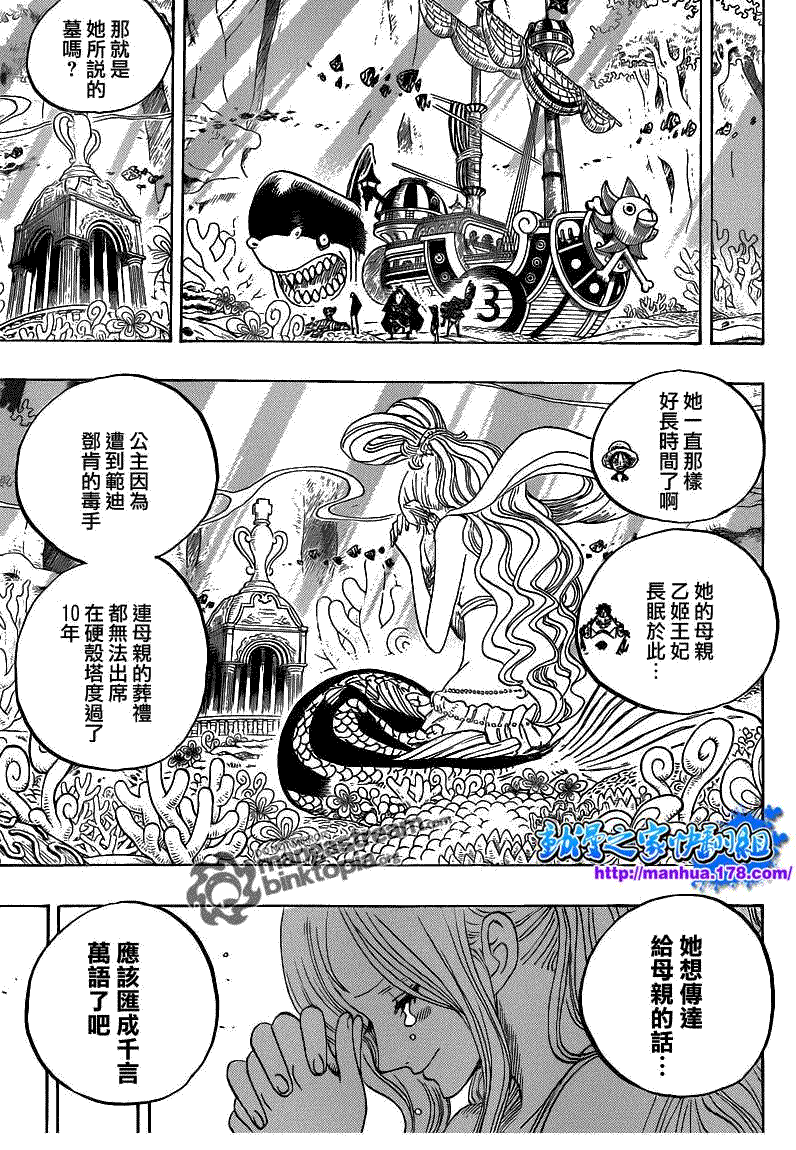 那就是
她所說的
墓嗎?
3
她一直那樣
好長時間了啊
她的母親
乙姬王妃
長眠於此…
公主因為
遭到範迪
鄧肯的毒手
連母親的葬禮
都無法出席
在硬殼塔度過了
10年
mangastream.com
binktopia.com
動漫之家快翻組
http://manhua.178.com/
她想傳達
給母親的話…
應該匯成千言
萬語了吧